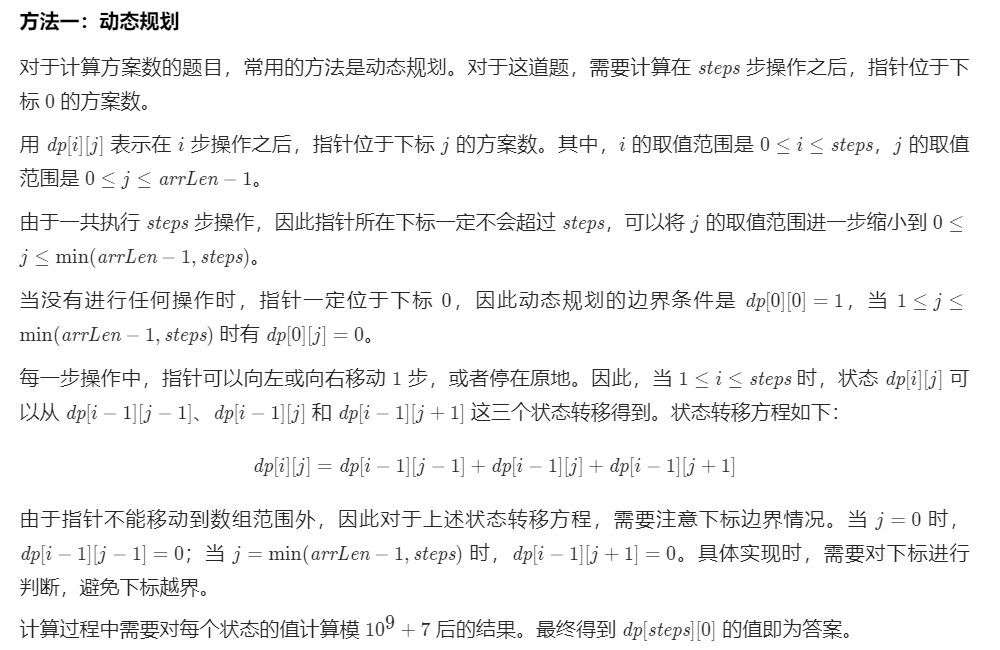 方法一：动态规划
对于计算方案数的题目，常用的方法是动态规划。对于这道题，需要计算在 steps 步操作之后，指针位于下
标 0 的方案数。
用 dp[i][j] 表示在 i 步操作之后，指针位于下标 j 的方案数。其中，i 的取值范围是 0 ≤ i ≤ steps，j 的取值
范围是 0 ≤ j ≤ arrLen − 1。
由于一共执行 steps 步操作，因此指针所在下标一定不会超过 steps，可以将 j 的取值范围进一步缩小到 0 ≤
j ≤ min(arrLen − 1, steps)。
当没有进行任何操作时，指针一定位于下标 0，因此动态规划的边界条件是 dp[0][0] = 1，当 1 ≤ j ≤
min(arrLen − 1, steps) 时有 dp[0][j] = 0。
每一步操作中，指针可以向左或向右移动 1 步，或者停在原地。因此，当 1 ≤ i ≤ steps 时，状态 dp[i][j] 可
以从 dp[i − 1][j − 1]、dp[i − 1][j] 和 dp[i − 1][j + 1] 这三个状态转移得到。状态转移方程如下：
dp[i][j] = dp[i − 1][j − 1] + dp[i − 1][j] + dp[i − 1][j + 1]
由于指针不能移动到数组范围外，因此对于上述状态转移方程，需要注意下标边界情况。当 j = 0 时，
dp[i − 1][j − 1] = 0；当 j = min(arrLen − 1, steps) 时，dp[i − 1][j + 1] = 0。具体实现时，需要对下标进行
判断，避免下标越界。
计算过程中需要对每个状态的值计算模 10⁹ + 7 后的结果。最终得到 dp[steps][0] 的值即为答案。